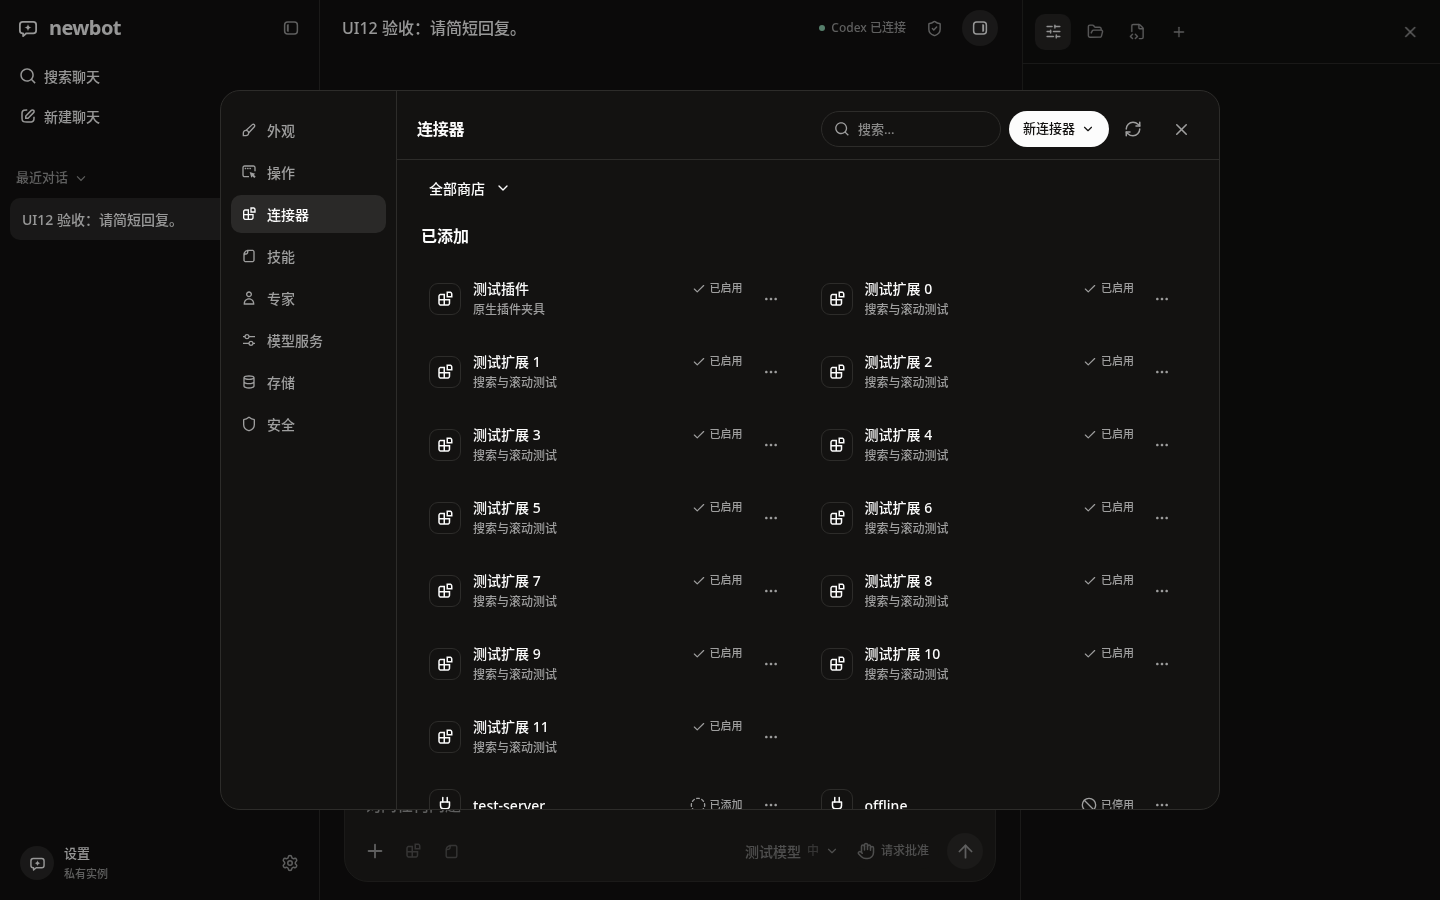 newbot
搜索聊天
新建聊天
最近对话
UI12 验收：请简短回复。
设置
私有实例
UI12 验收：请简短回复。
Codex 已连接
外观
操作
连接器
技能
专家
模型服务
存储
安全
连接器
搜索...
新连接器
全部商店
已添加
测试插件
原生插件夹具
已启用
测试扩展 0
搜索与滚动测试
已启用
测试扩展 1
搜索与滚动测试
已启用
测试扩展 2
搜索与滚动测试
已启用
测试扩展 3
搜索与滚动测试
已启用
测试扩展 4
搜索与滚动测试
已启用
测试扩展 5
搜索与滚动测试
已启用
测试扩展 6
搜索与滚动测试
已启用
测试扩展 7
搜索与滚动测试
已启用
测试扩展 8
搜索与滚动测试
已启用
测试扩展 9
搜索与滚动测试
已启用
测试扩展 10
搜索与滚动测试
已启用
测试扩展 11
搜索与滚动测试
已启用
test-server
已添加
offline
已停用
测试模型 中
请求批准